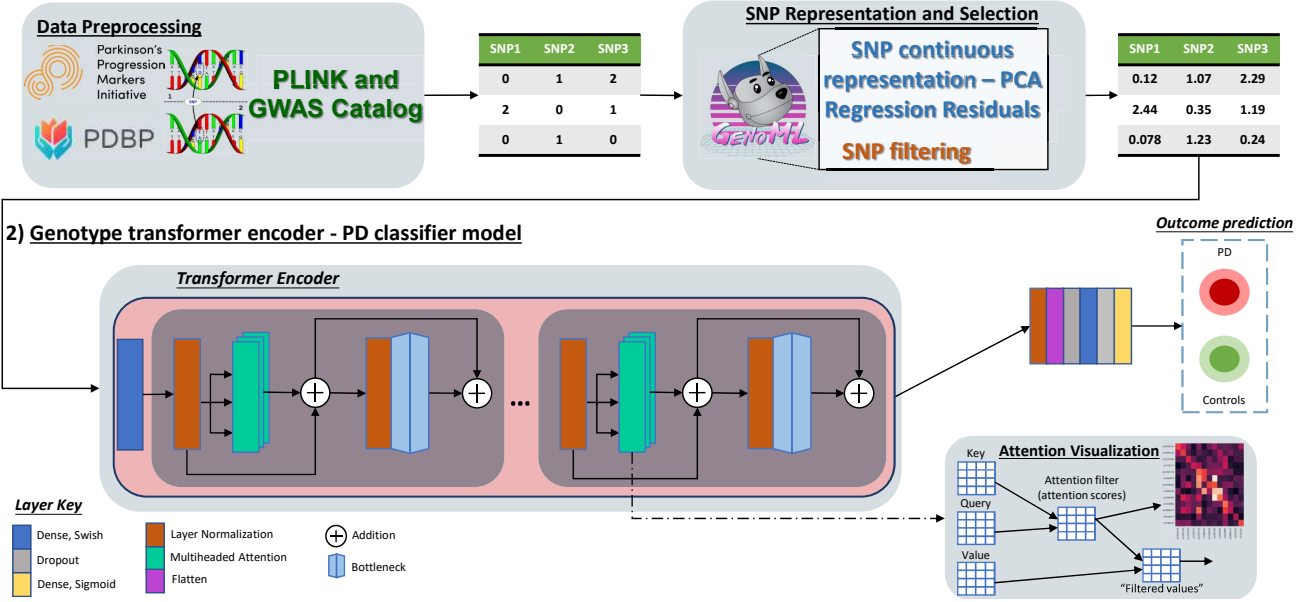 Data Preprocessing
Parkinson's
Progression
Markers
Initiative
PDBP
SNP
1
2
PLINK and
GWAS Catalog
SNP1 SNP2 SNP3
0 1 2
2 0 1
0 1 0
SNP Representation and Selection
GenoML
SNP continuous
representation – PCA
Regression Residuals
SNP filtering
SNP1 SNP2 SNP3
0.12 1.07 2.29
2.44 0.35 1.19
0.078 1.23 0.24
2) Genotype transformer encoder - PD classifier model
Transformer Encoder
...
Outcome prediction
PD
Controls
Attention Visualization
Key
Query
Value
Attention filter
(attention scores)
"Filtered values"
Layer Key
Dense, Swish
Dropout
Dense, Sigmoid
Layer Normalization
Multiheaded Attention
Flatten
Addition
Bottleneck